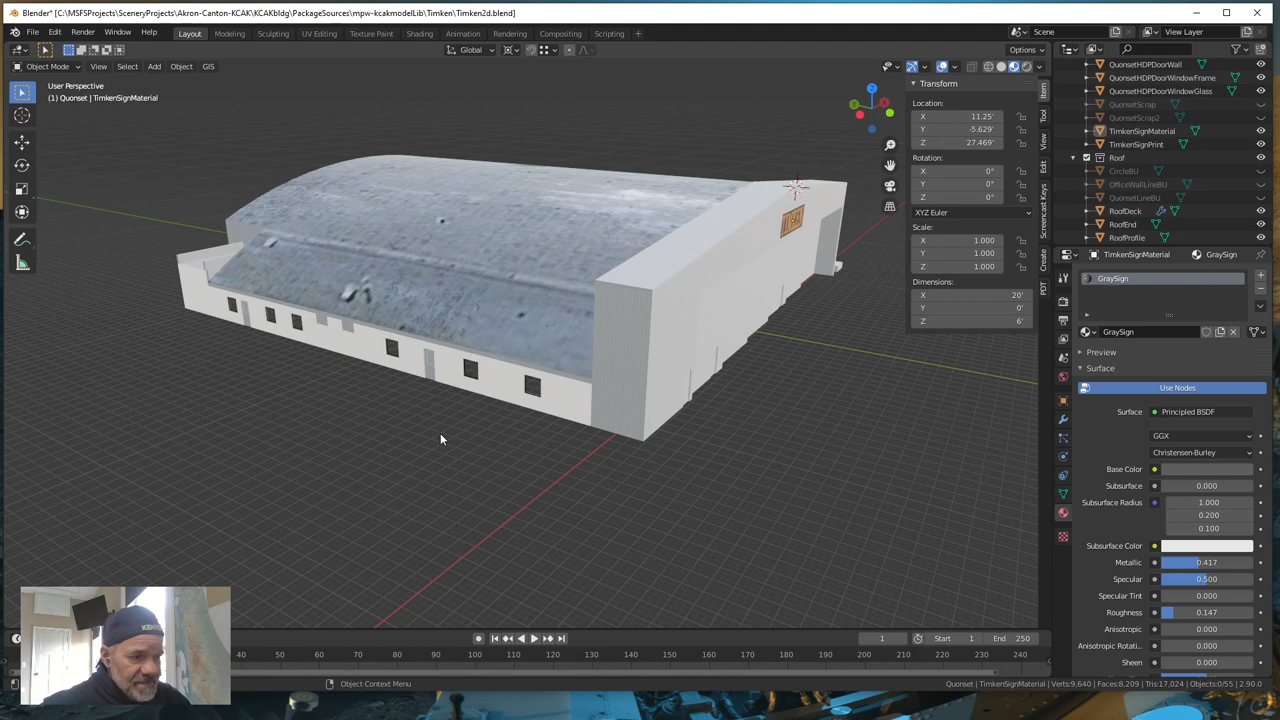 Blender* [C:\MSFSProjects\SceneryProjects\Akron-Canton-KCAK\KCAKbldg\PackageSources\mpw-kcakmodelLib\Timken\Timken2d.blend]
File Edit Render Window Help Layout Modeling Sculpting UV Editing Texture Paint Shading Animation Rendering Compositing Scripting Scene View Layer
Global Options
Object Mode View Select Add Object GIS
User Perspective
(1) Quonset | TimkenSignMaterial
Transform
Location:
X 11.25'
Y -5.629'
Z 27.469'
Rotation:
X 0°
Y 0°
Z 0°
XYZ Euler
Scale:
X 1.000
Y 1.000
Z 1.000
Dimensions:
X 20'
Y 0'
Z 6'
Item
Tool
View
Edit
Screencast Keys
Create
PDT
QuonsetHDPDoorWall
QuonsetHDPDoorWindowFrame
QuonsetHDPDoorWindowGlass
QuonsetScrap
QuonsetScrap2
TimkenSignMaterial
TimkenSignPrint
Roof
CircleBU
OfficeWallLineBU
QuonsetLineBU
RoofDeck
RoofEnd
RoofProfile
TimkenSignMaterial GraySign
GraySign
GraySign
Preview
Surface
Use Nodes
Surface Principled BSDF
GGX
Christensen-Burley
Base Color
Subsurface 0.000
Subsurface Radius 1.000
0.200
0.100
Subsurface Color
Metallic 0.417
Specular 0.500
Specular Tint 0.000
Roughness 0.147
Anisotropic 0.000
Anisotropic Rotati... 0.000
Sheen 0.000
1 Start 1 End 250
40 50 60 70 80 90 100 110 120 130 140 150 160 170 180 190 200 210 220 230 240
Object Context Menu
Quonset | TimkenSignMaterial | Verts:9,640 | Faces:8,209 | Tris:17,024 | Objects:0/55 | 2.90.0